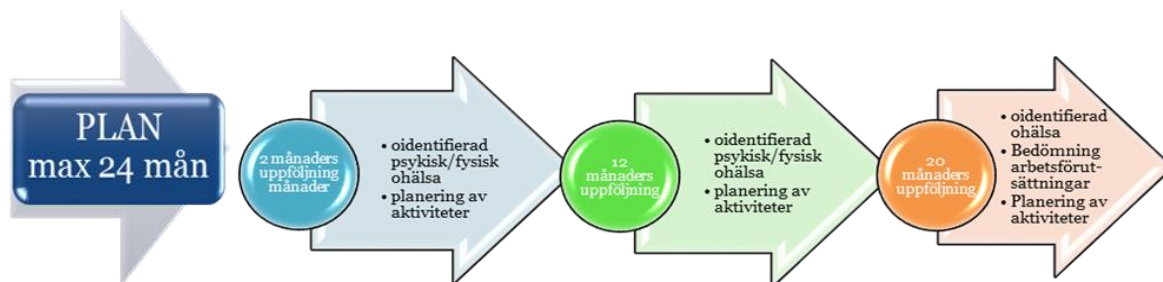 PLAN
max 24 mån
2 månaders
uppföljning
månader
• oidentifierad
psykisk/fysisk
ohälsa
• planering av
aktiviteter
12
månaders
uppföljning
• oidentifierad
psykisk/fysisk
ohälsa
• planering av
aktiviteter
20
månaders
uppföljning
• oidentifierad
ohälsa
• Bedömning
arbetsförut-
sättningar
• Planering av
aktiviteter